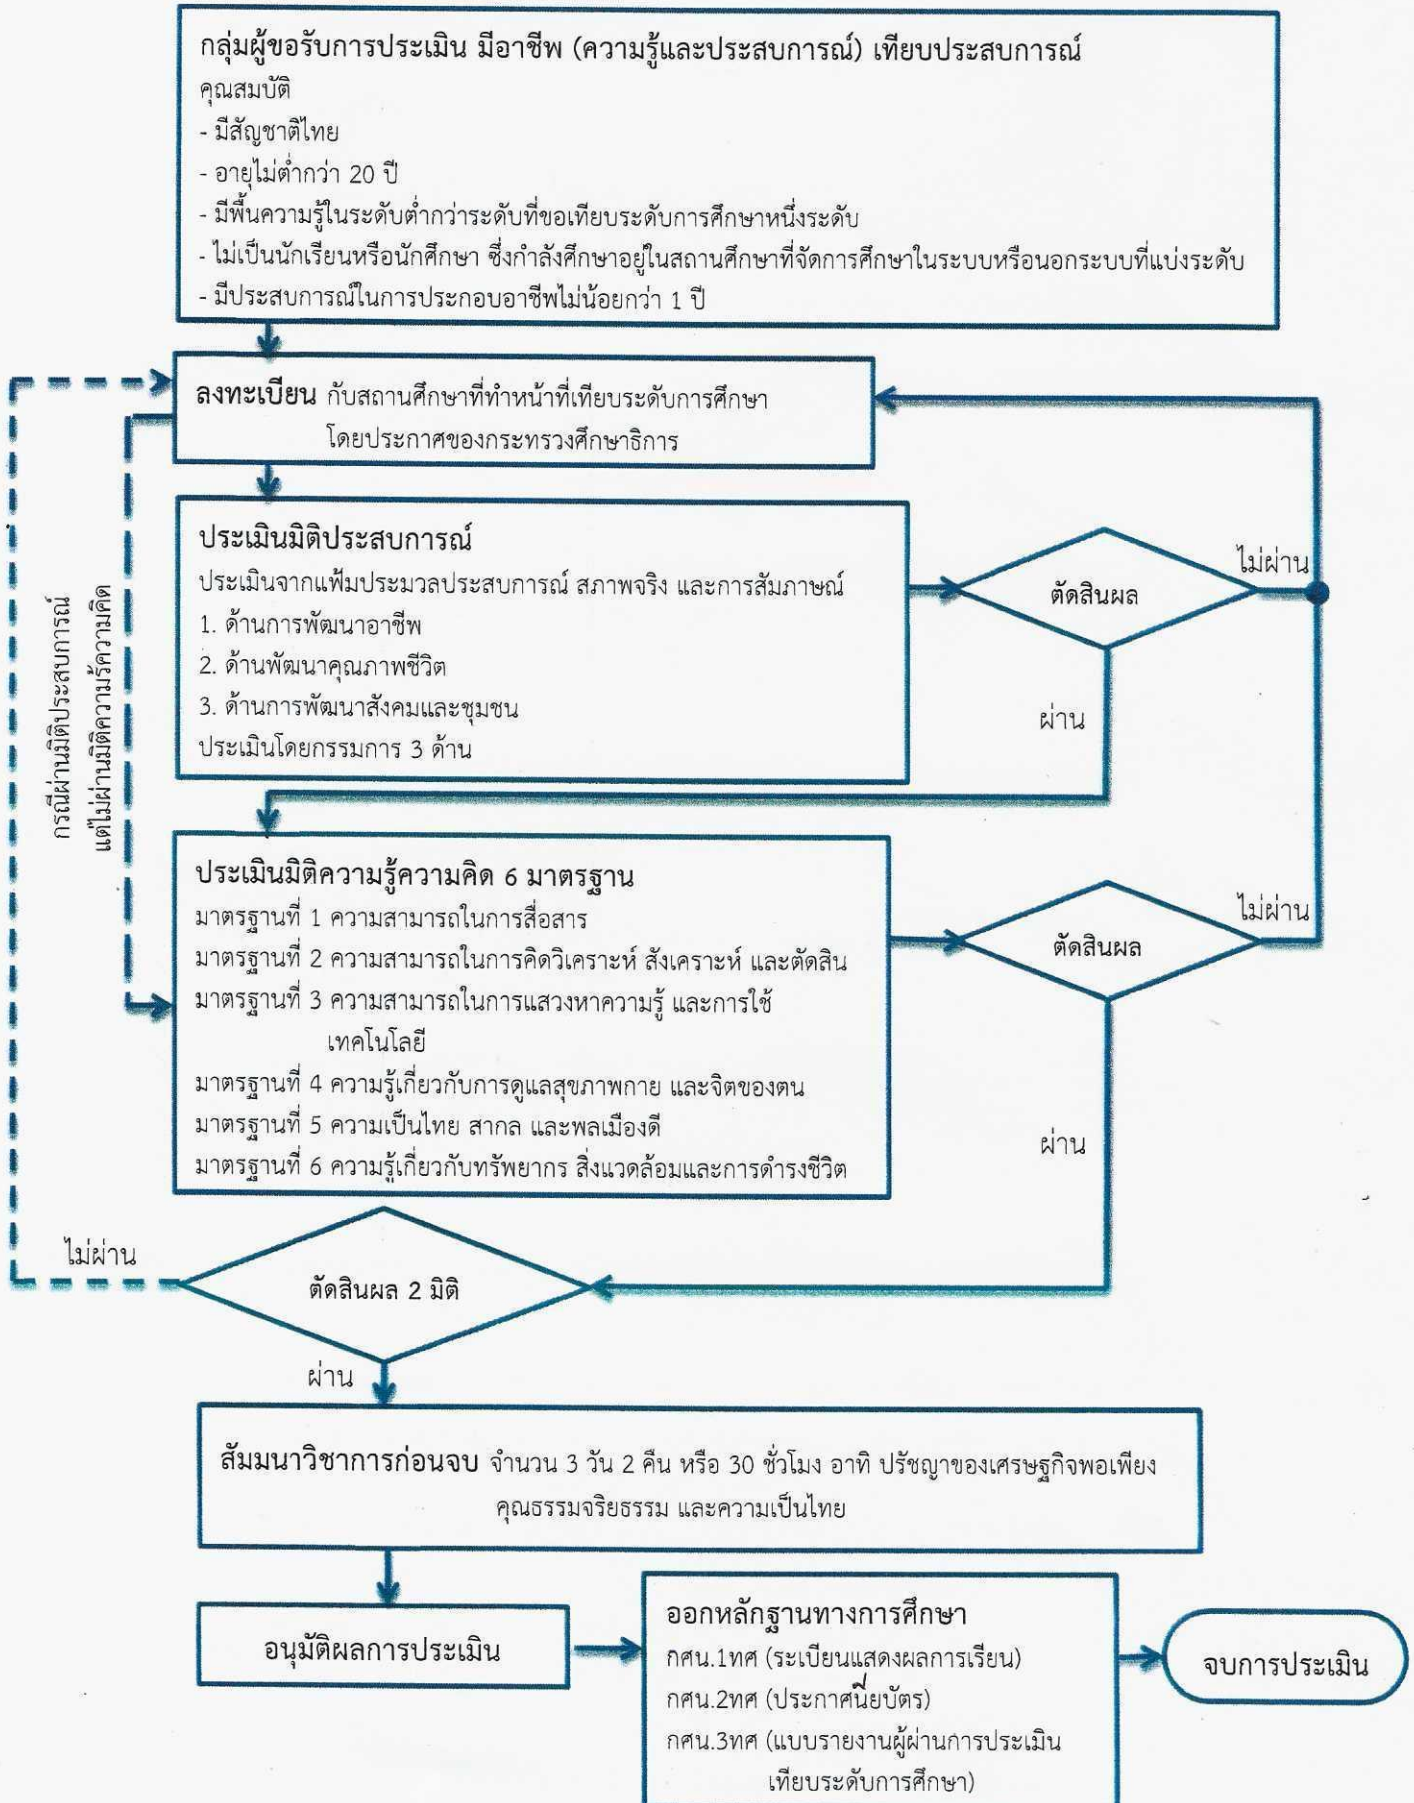 กลุ่มผู้ขอรับการประเมิน มีอาชีพ (ความรู้และประสบการณ์) เทียบประสบการณ์
คุณสมบัติ
- มีสัญชาติไทย
- อายุไม่ต่ำกว่า 20 ปี
- มีพื้นความรู้ในระดับต่ำกว่าระดับที่ขอเทียบระดับการศึกษาหนึ่งระดับ
- ไม่เป็นนักเรียนหรือนักศึกษา ซึ่งกำลังศึกษาอยู่ในสถานศึกษาที่จัดการศึกษาในระบบหรือนอกระบบที่แบ่งระดับ
- มีประสบการณ์ในการประกอบอาชีพไม่น้อยกว่า 1 ปี
ลงทะเบียน กับสถานศึกษาที่ทำหน้าที่เทียบระดับการศึกษา
โดยประกาศของกระทรวงศึกษาธิการ
ประเมินมิติประสบการณ์
ประเมินจากแฟ้มประมวลประสบการณ์ สภาพจริง และการสัมภาษณ์
1. ด้านการพัฒนาอาชีพ
2. ด้านพัฒนาคุณภาพชีวิต
3. ด้านการพัฒนาสังคมและชุมชน
ประเมินโดยกรรมการ 3 ด้าน
ตัดสินผล
ไม่ผ่าน
ผ่าน
กรณีผ่านมิติประสบการณ์
แต่ไม่ผ่านมิติความรู้ความคิด
ประเมินมิติความรู้ความคิด 6 มาตรฐาน
มาตรฐานที่ 1 ความสามารถในการสื่อสาร
มาตรฐานที่ 2 ความสามารถในการคิดวิเคราะห์ สังเคราะห์ และตัดสิน
มาตรฐานที่ 3 ความสามารถในการแสวงหาความรู้ และการใช้
เทคโนโลยี
มาตรฐานที่ 4 ความรู้เกี่ยวกับการดูแลสุขภาพกาย และจิตของตน
มาตรฐานที่ 5 ความเป็นไทย สากล และพลเมืองดี
มาตรฐานที่ 6 ความรู้เกี่ยวกับทรัพยากร สิ่งแวดล้อมและการดำรงชีวิต
ตัดสินผล
ไม่ผ่าน
ผ่าน
ไม่ผ่าน
ตัดสินผล 2 มิติ
ผ่าน
สัมมนาวิชาการก่อนจบ จำนวน 3 วัน 2 คืน หรือ 30 ชั่วโมง อาทิ ปรัชญาของเศรษฐกิจพอเพียง
คุณธรรมจริยธรรม และความเป็นไทย
อนุมัติผลการประเมิน
ออกหลักฐานทางการศึกษา
กศน.1ทศ (ระเบียนแสดงผลการเรียน)
กศน.2ทศ (ประกาศนียบัตร)
กศน.3ทศ (แบบรายงานผู้ผ่านการประเมิน
เทียบระดับการศึกษา)
จบการประเมิน